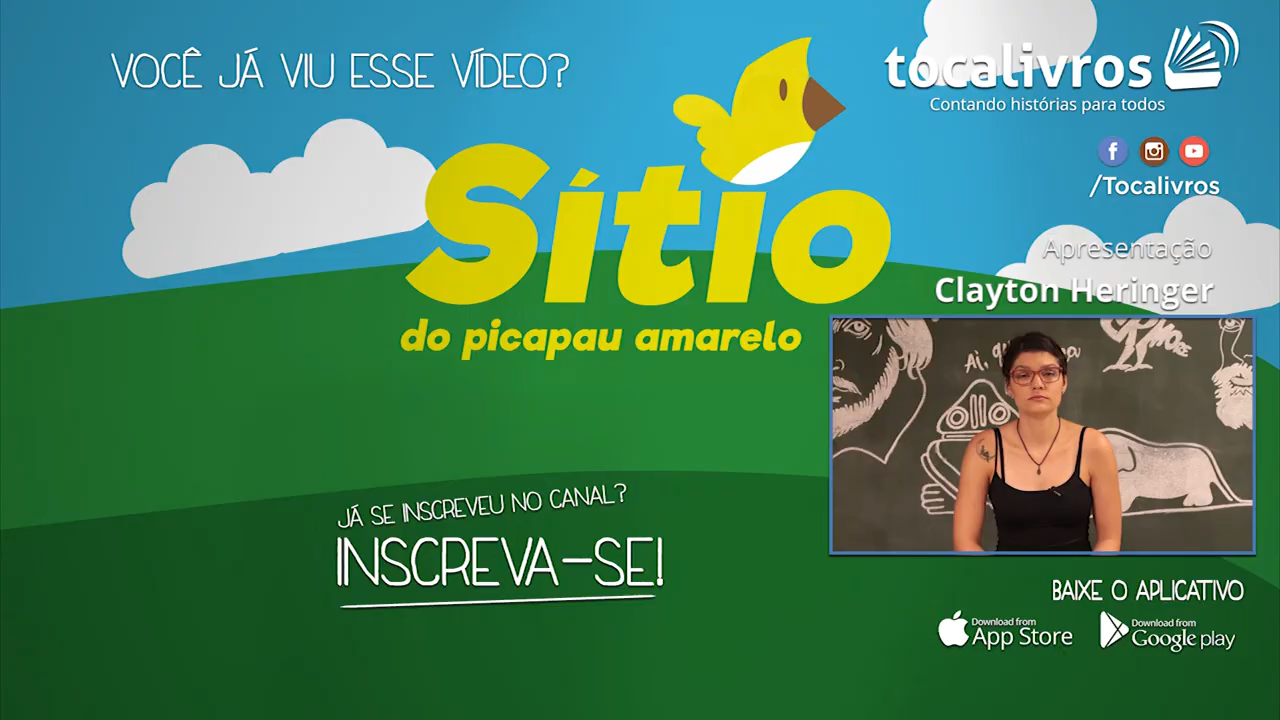 VOCÊ JÁ VIU ESSE VÍDEO?
tocalivros
Contando histórias para todos
/Tocalivros
Sítio
do picapau amarelo
Apresentação
Clayton Heringer
JÁ SE INSCREVEU NO CANAL?
INSCREVA-SE!
BAIXE O APLICATIVO
Download from
App Store
Download from
Google play